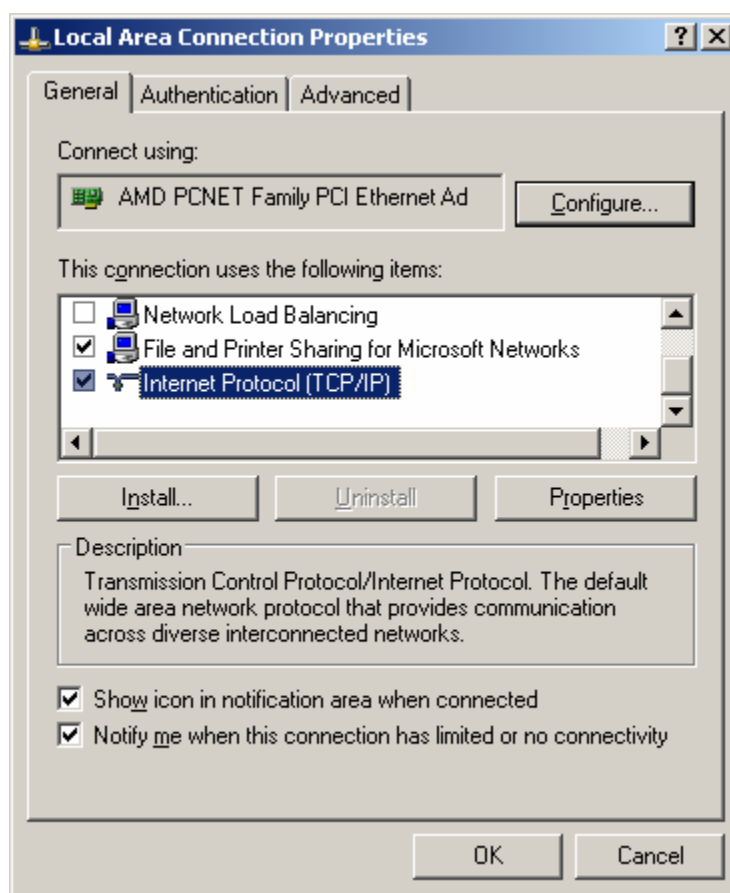 Local Area Connection Properties
General Authentication Advanced
Connect using:
AMD PCNET Family PCI Ethernet Ad Configure...
This connection uses the following items:
Network Load Balancing
File and Printer Sharing for Microsoft Networks
Internet Protocol (TCP/IP)
Install... Uninstall Properties
Description
Transmission Control Protocol/Internet Protocol. The default
wide area network protocol that provides communication
across diverse interconnected networks.
Show icon in notification area when connected
Notify me when this connection has limited or no connectivity
OK Cancel